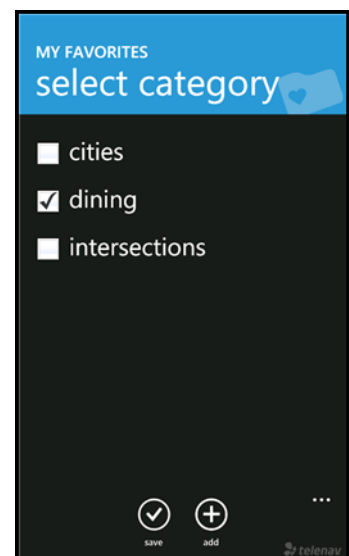 MY FAVORITES
select category
cities
dining
intersections
...
save add
telenav